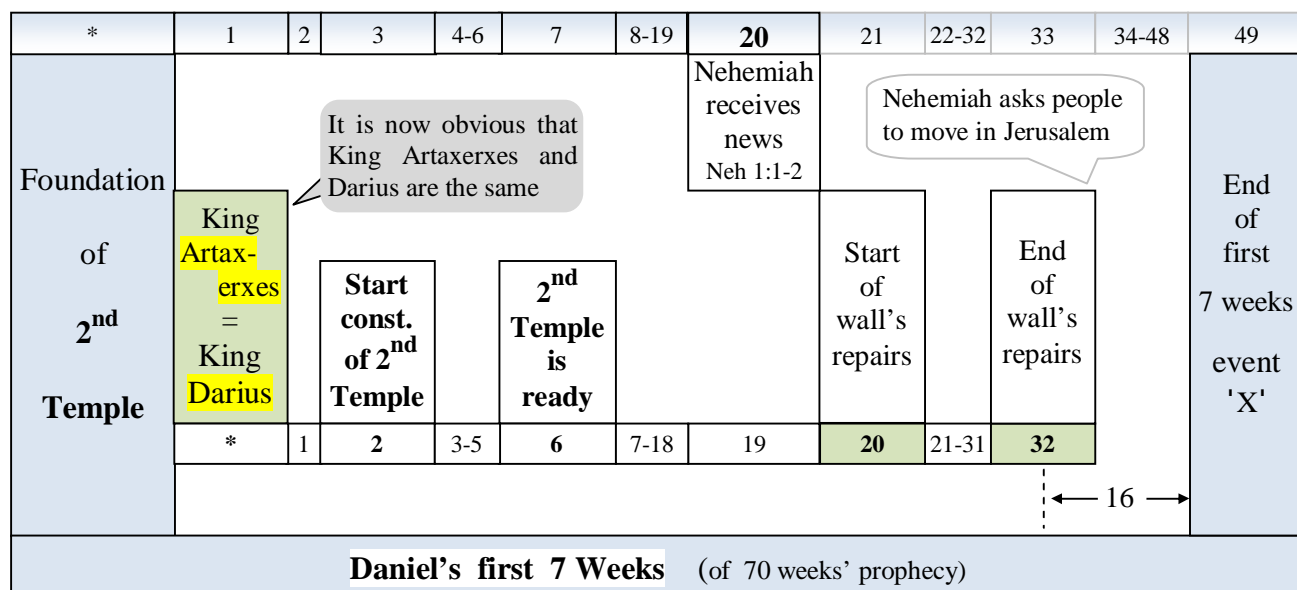 * 1 2 3 4-6 7 8-19 20 21 22-32 33 34-48 49
Foundation
of
2nd
Temple
King
Artax-
erxes
=
King
Darius
It is now obvious that
King Artaxerxes and
Darius are the same
Start
const.
of 2nd
Temple
2nd
Temple
is
ready
Nehemiah
receives
news
Neh 1:1-2
Start
of
wall's
repairs
Nehemiah asks people
to move in Jerusalem
End
of
wall's
repairs
End
of
first
7 weeks
event
'X'
* 1 2 3-5 6 7-18 19 20 21-31 32
16
Daniel's first 7 Weeks (of 70 weeks' prophecy)